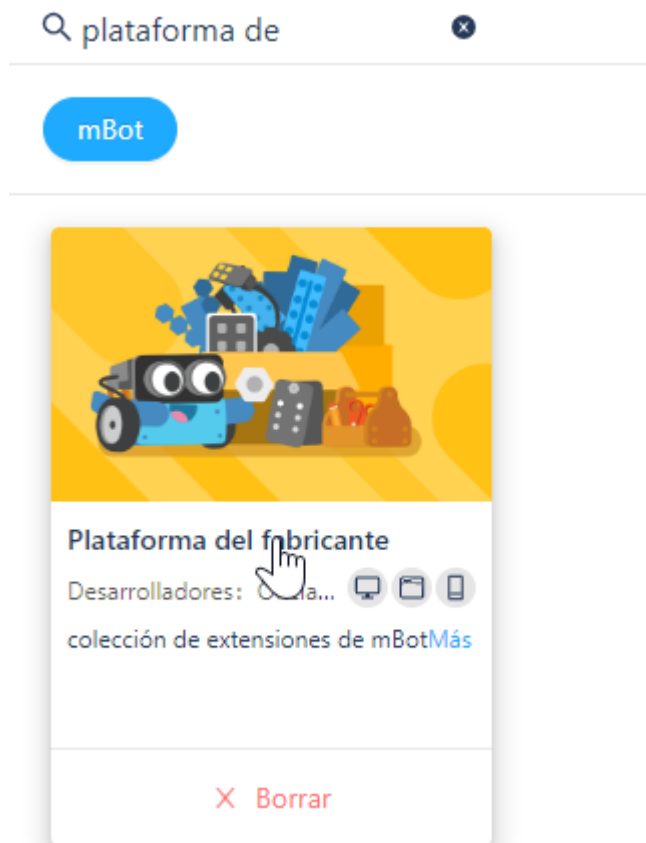 plataforma de
mBot
Plataforma del fabricante
Desarrolladores:
colección de extensiones de mBotMás
Borrar